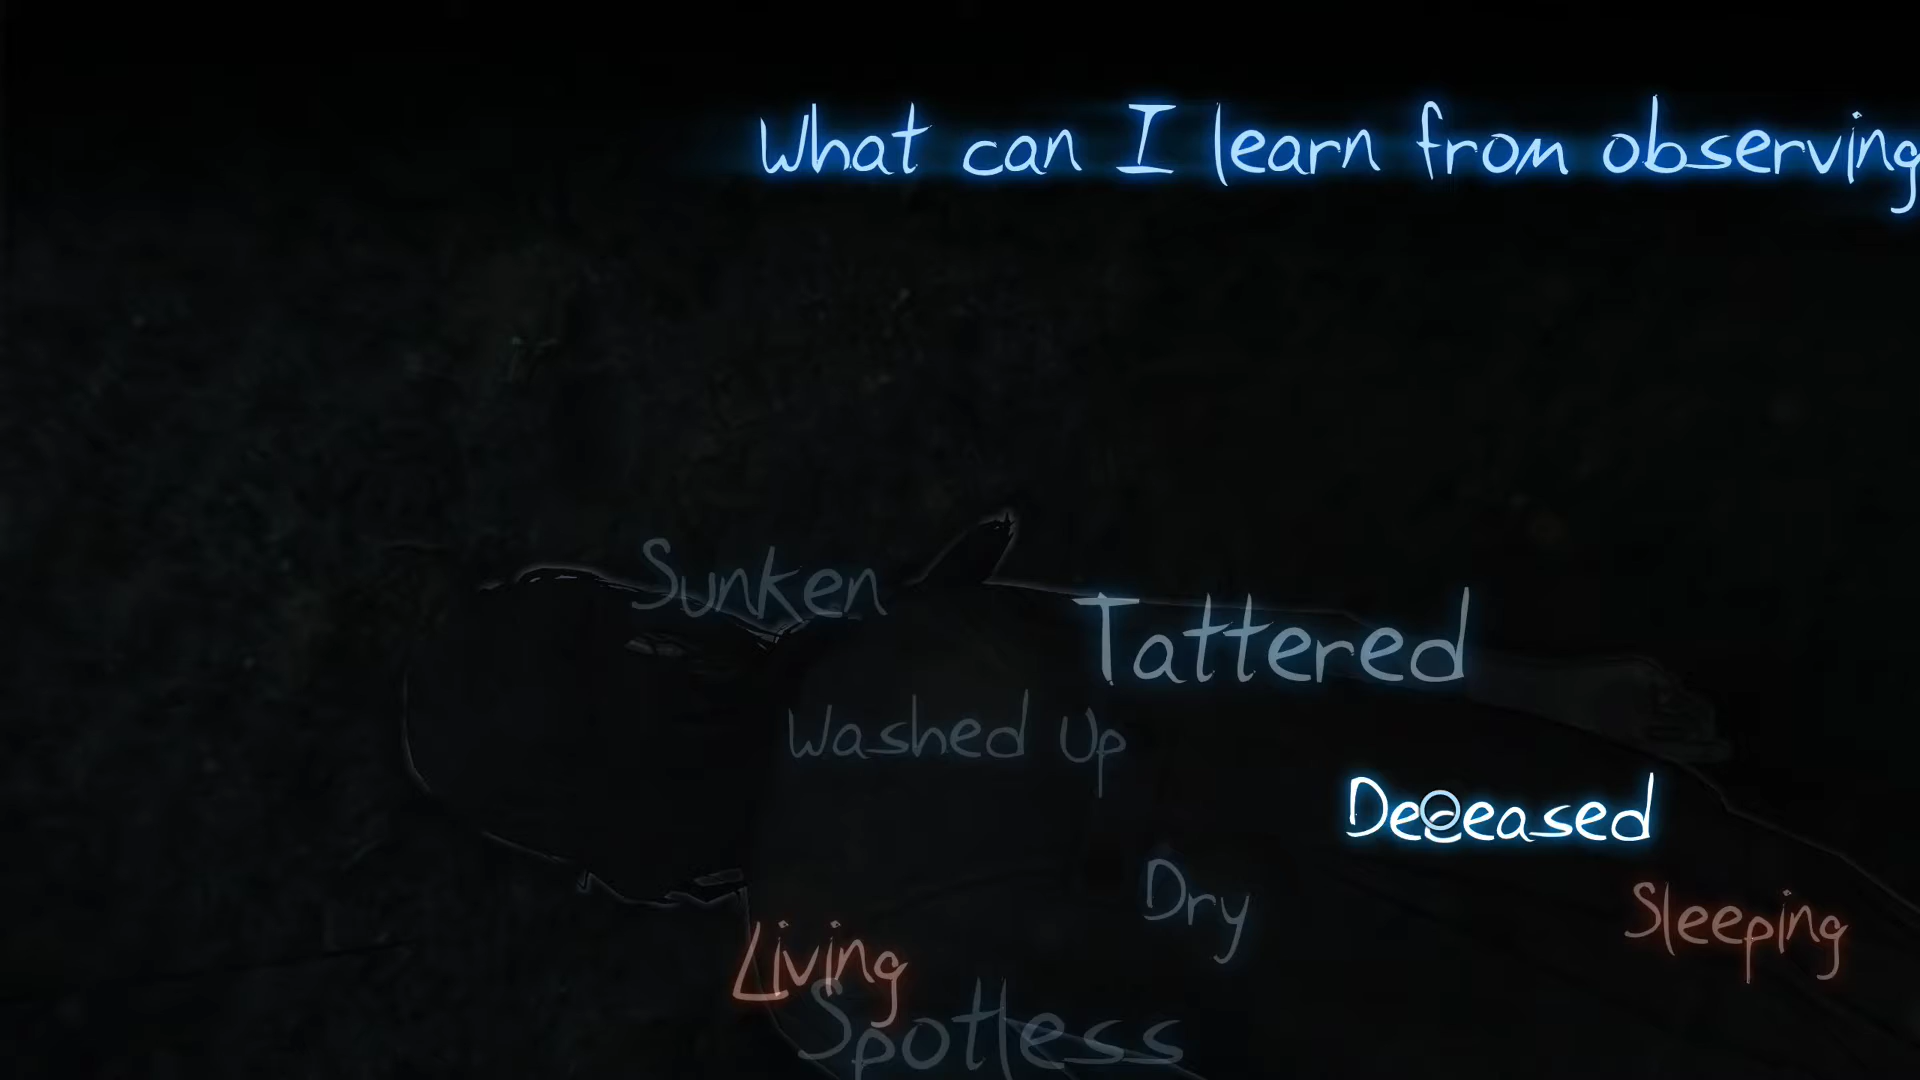 What can I learn from observing
Sunken
Tattered
Washed Up
Deceased
Dry
Sleeping
Living
Spotless